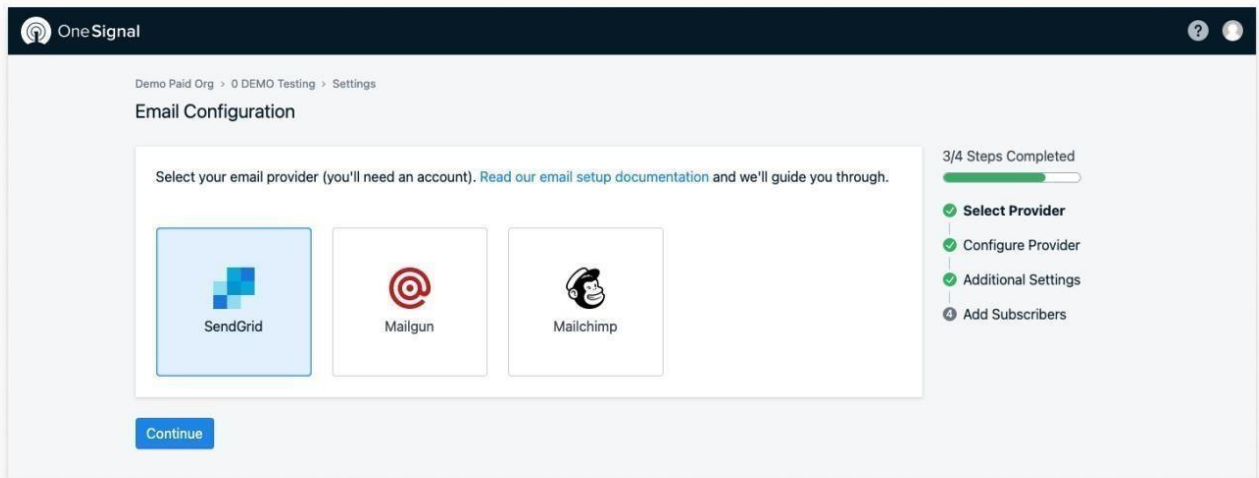 OneSignal
?
Demo Paid Org > 0 DEMO Testing > Settings
Email Configuration
Select your email provider (you'll need an account). Read our email setup documentation and we'll guide you through.
SendGrid
Mailgun
Mailchimp
Continue
3/4 Steps Completed
Select Provider
Configure Provider
Additional Settings
4 Add Subscribers